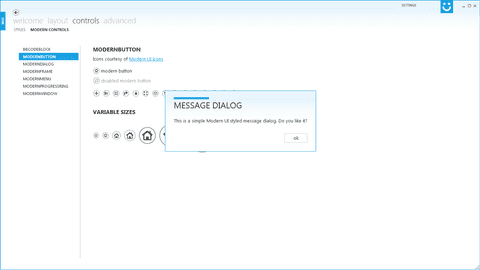 SETTINGS
welcome layout controls advanced
STYLES MODERN CONTROLS
BBCODEBLOCK
MODERNBUTTON
MODERNDIALOG
MODERNFRAME
MODERNMENU
MODERNPROGRESSRING
MODERNWINDOW
MODERNBUTTON
Icons courtesy of Modern UI Icons
modern button
disabled modern button
VARIABLE SIZES
MESSAGE DIALOG
This is a simple Modern UI styled message dialog. Do you like it?
ok